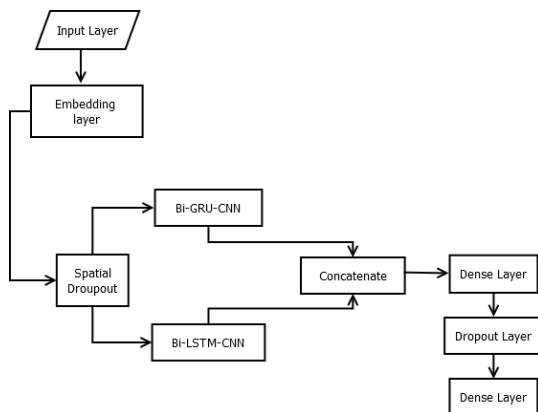 Input Layer
Embedding
layer
Bi-GRU-CNN
Spatial
Droupout
Concatenate
Dense Layer
Bi-LSTM-CNN
Dropout Layer
Dense Layer